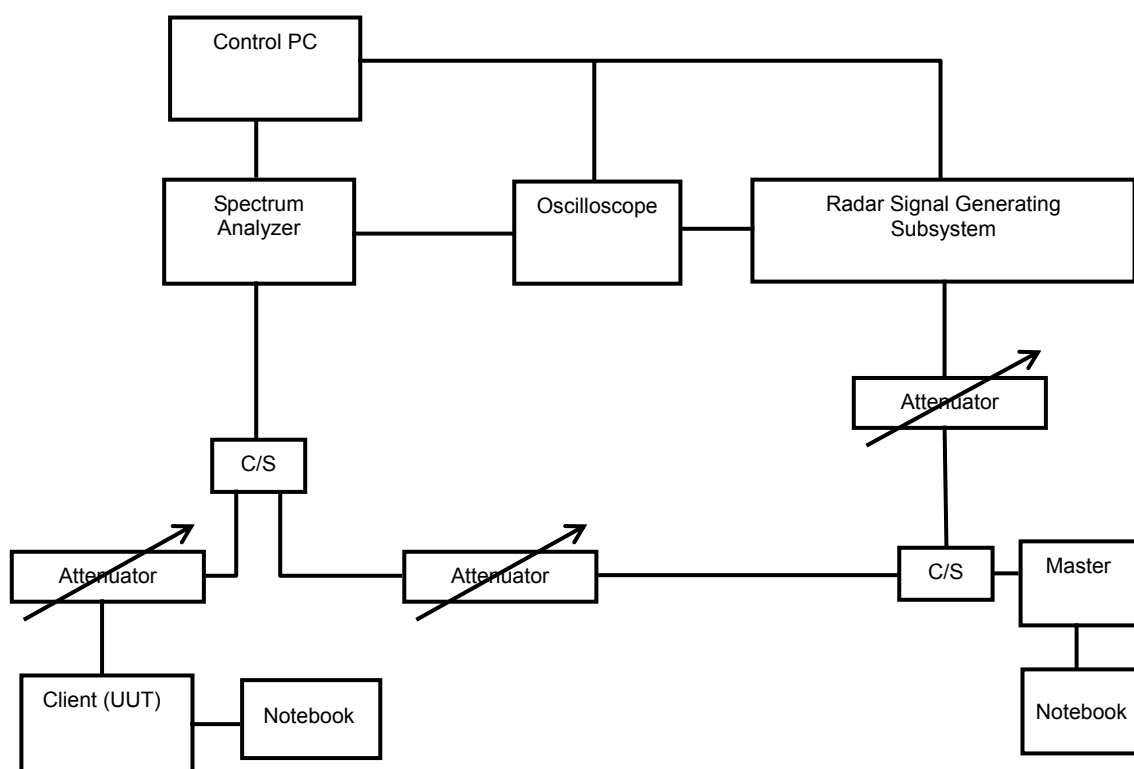 Control PC
Spectrum
Analyzer
Oscilloscope
Radar Signal Generating
Subsystem
Attenuator
C/S
Attenuator
Attenuator
C/S
Master
Client (UUT)
Notebook
Notebook